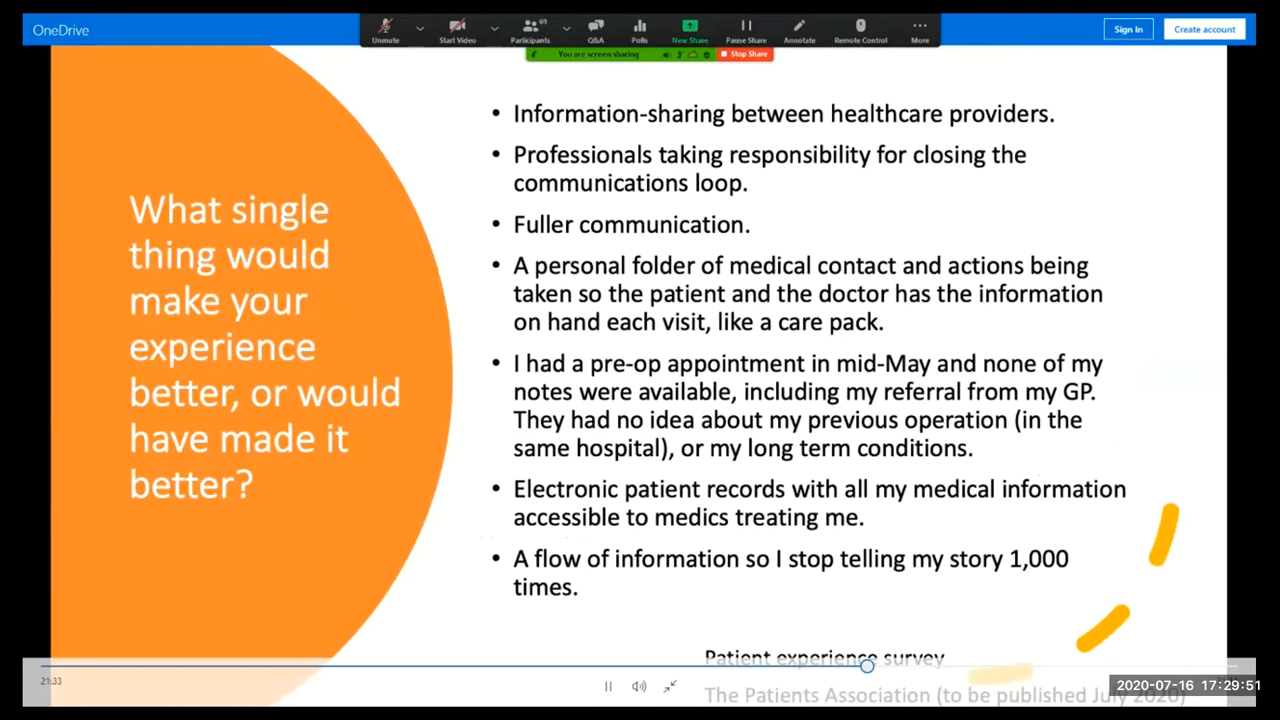 OneDrive
Unmute
Start Video
Participants
69
Q&A
Polls
New Share
Pause Share
Annotate
Remote Control
More
Sign In
Create account
You are screen sharing
Stop Share
What single
thing would
make your
experience
better, or would
have made it
better?
• Information-sharing between healthcare providers.
• Professionals taking responsibility for closing the
communications loop.
• Fuller communication.
• A personal folder of medical contact and actions being
taken so the patient and the doctor has the information
on hand each visit, like a care pack.
• I had a pre-op appointment in mid-May and none of my
notes were available, including my referral from my GP.
They had no idea about my previous operation (in the
same hospital), or my long term conditions.
• Electronic patient records with all my medical information
accessible to medics treating me.
• A flow of information so I stop telling my story 1,000
times.
Patient experience survey
The Patients Association (to be published July 2020)
21:33
2020-07-16 17:29:51